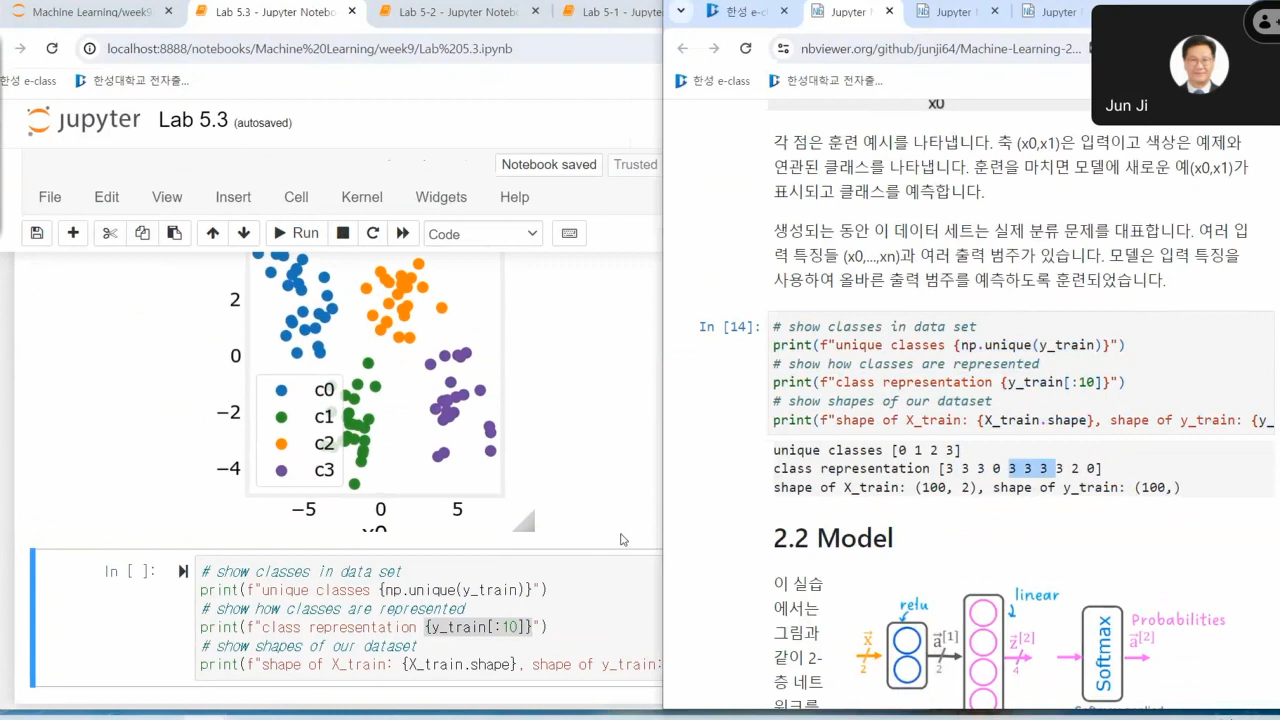 Machine Learning/week9
Lab 5.3 - Jupyter Noteb
Lab 5-2 - Jupyter Notebo
Lab 5-1 - Jupyter Notebo
localhost:8888/notebooks/Machine%20Learning/week9/Lab%205.3.ipynb
한성 e-class
한성대학교 전자출...
jupyter Lab 5.3 (autosaved)
Notebook saved
Trusted
File Edit View Insert Cell Kernel Widgets Help
Run
Code
2
0
−2
−4
c0
c1
c2
c3
−5 0 5
x0
In [ ]:
# show classes in data set
print(f"unique classes {np.unique(y_train)}")
# show how classes are represented
print(f"class representation {y_train[:10]}")
# show shapes of our dataset
print(f"shape of X_train: {X_train.shape}, shape of y_train:
한성 e-cl
Jupyter
Jupyter
Jupyter
nbviewer.org/github/junji64/Machine-Learning-2...
한성 e-class
한성대학교 전자출...
Jun Ji
x0
각 점은 훈련 예시를 나타냅니다. 축 (x0,x1)은 입력이고 색상은 예제와
연관된 클래스를 나타냅니다. 훈련을 마치면 모델에 새로운 예(x0,x1)가
표시되고 클래스를 예측합니다.
생성되는 동안 이 데이터 세트는 실제 분류 문제를 대표합니다. 여러 입
력 특징들 (x0,...,xn)과 여러 출력 범주가 있습니다. 모델은 입력 특징을
사용하여 올바른 출력 범주를 예측하도록 훈련되었습니다.
In [14]:
# show classes in data set
print(f"unique classes {np.unique(y_train)}")
# show how classes are represented
print(f"class representation {y_train[:10]}")
# show shapes of our dataset
print(f"shape of X_train: {X_train.shape}, shape of y_train: {y_
unique classes [0 1 2 3]
class representation [3 3 3 0 3 3 3 3 2 0]
shape of X_train: (100, 2), shape of y_train: (100,)
2.2 Model
이 실습
에서는
그림과
같이 2-
층 네트
워크를
relu
linear
x
2
a[1]
2
z[2]
4
Softmax
Probabilities
a[2]